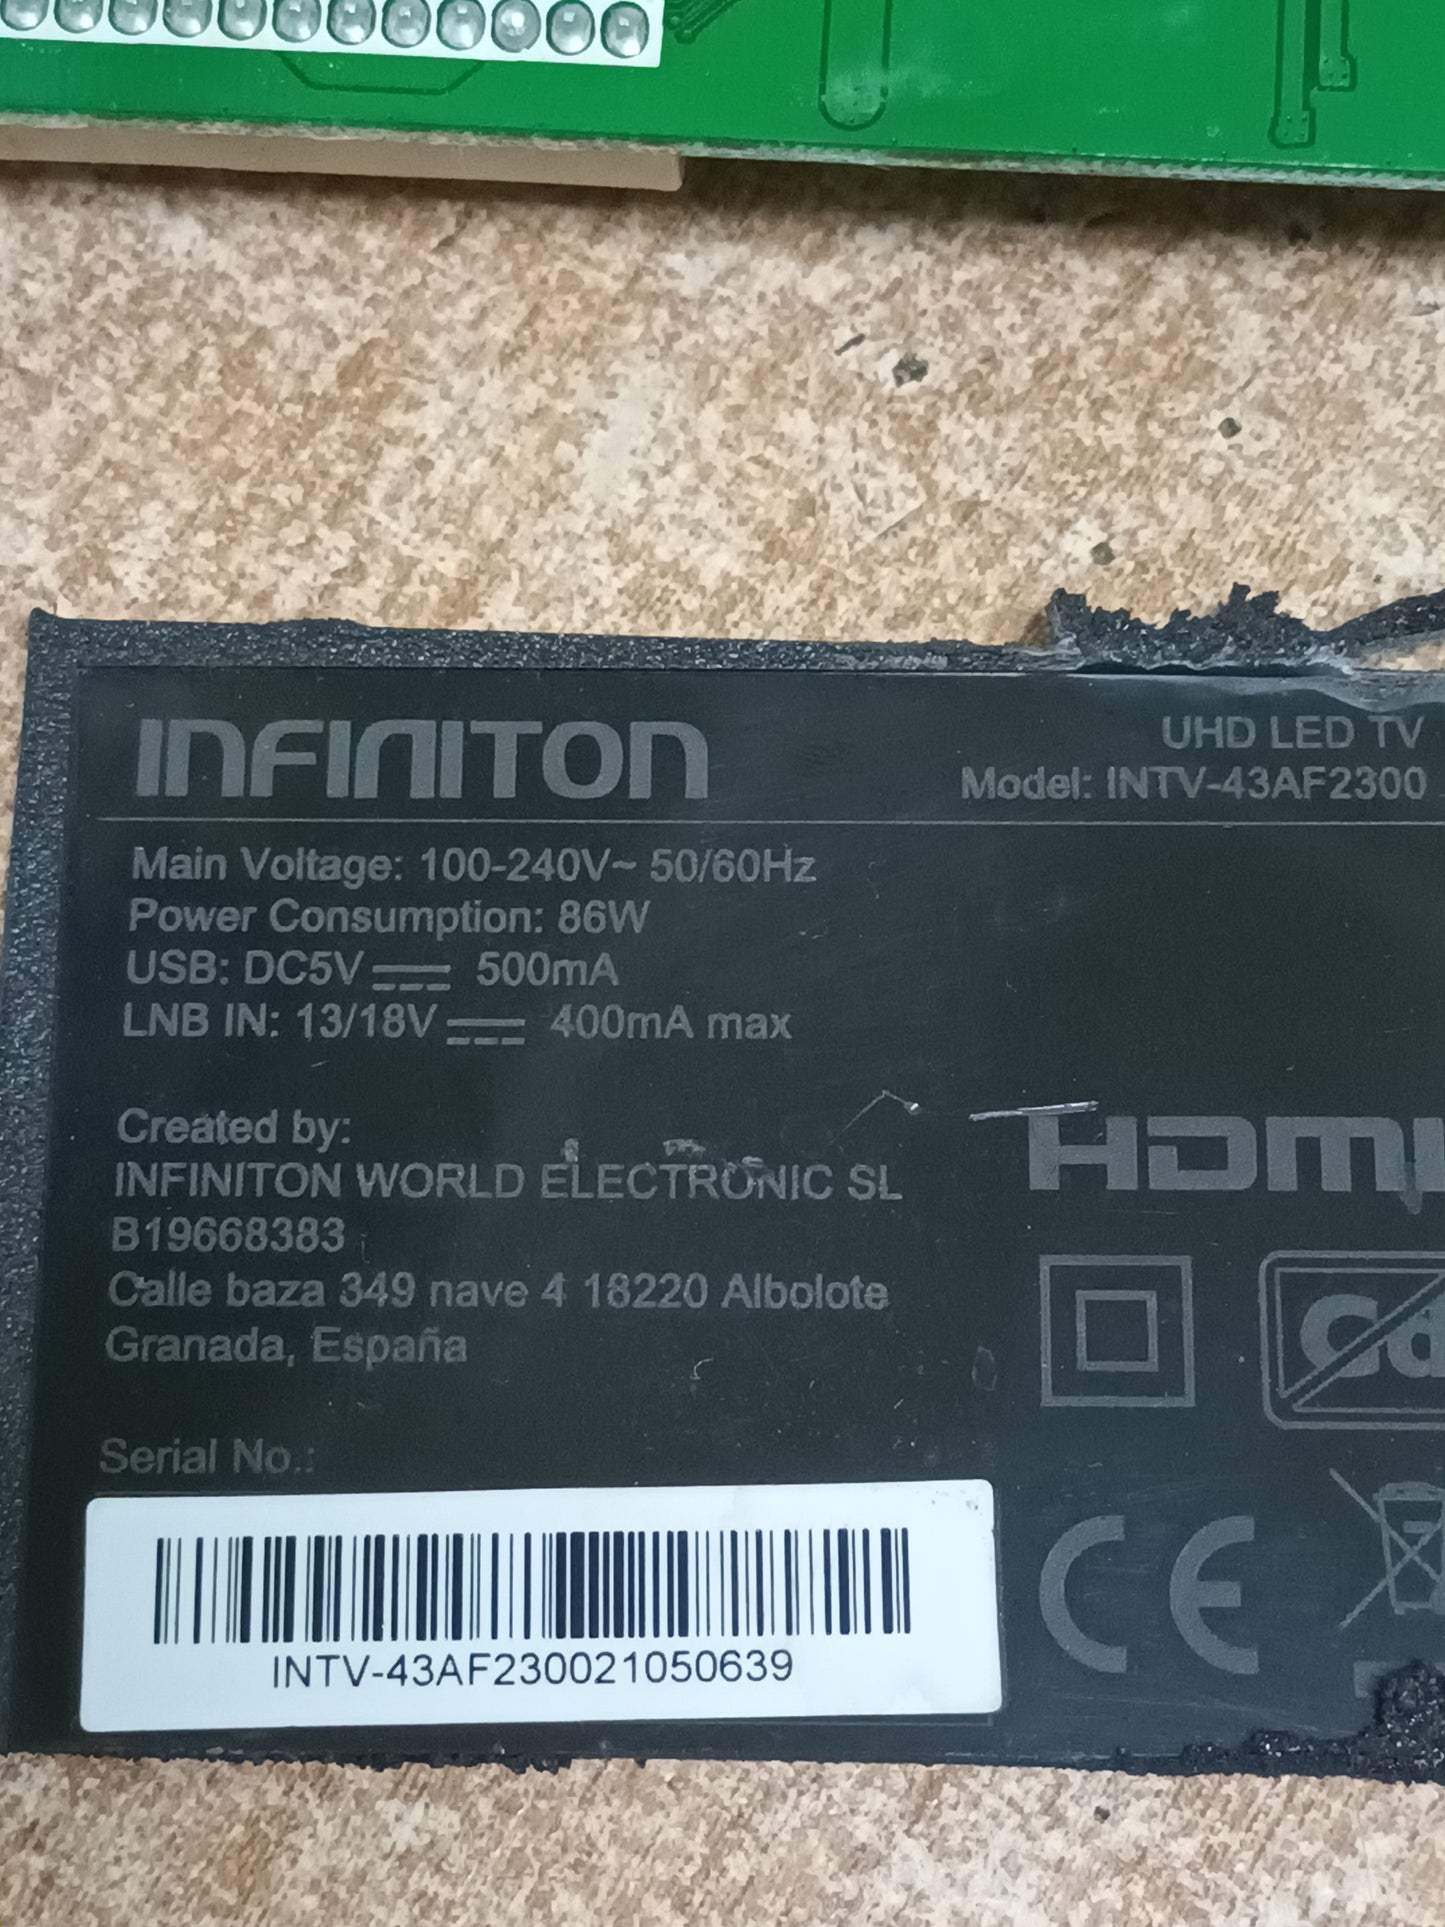 INFINITON
UHD LED TV
Model: INTV-43AF2300
Main Voltage: 100-240V~ 50/60Hz
Power Consumption: 86W
USB: DC5V ⎓ 500mA
LNB IN: 13/18V ⎓ 400mA max
Created by:
INFINITON WORLD ELECTRONIC SL
B19668383
Calle baza 349 nave 4 18220 Albolote
Granada, España
HDMI
Cd
Serial No.:
INTV-43AF230021050639
CE